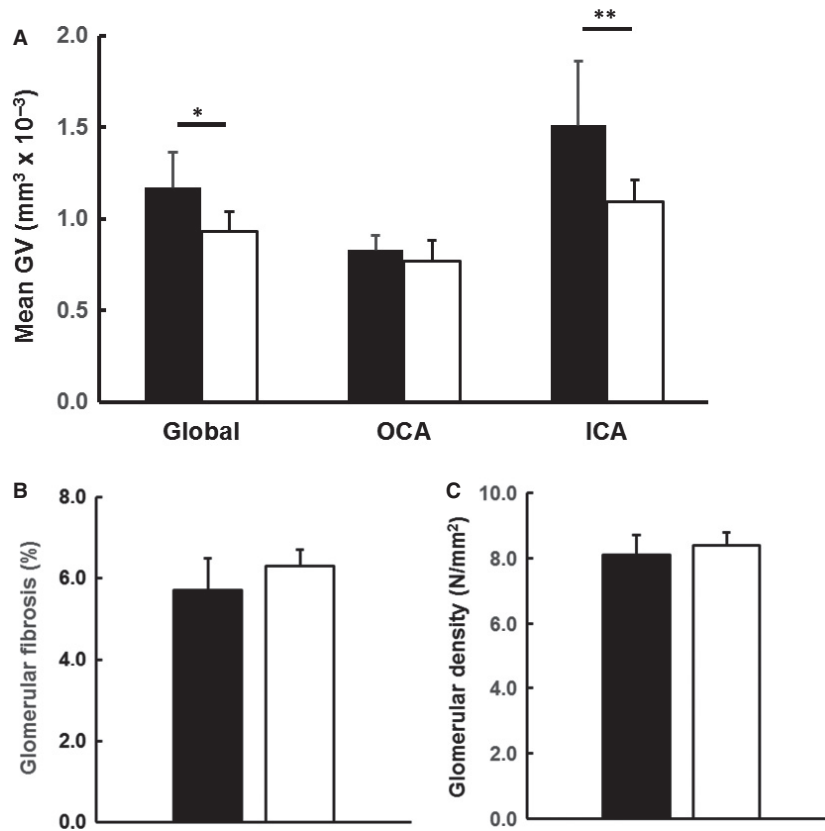 A
Mean GV (mm³ x 10⁻³)
2.0
1.5
1.0
0.5
0.0
*
**
Global OCA ICA
B
Glomerular fibrosis (%)
8.0
6.0
4.0
2.0
0.0
C
Glomerular density (N/mm²)
10.0
8.0
6.0
4.0
2.0
0.0